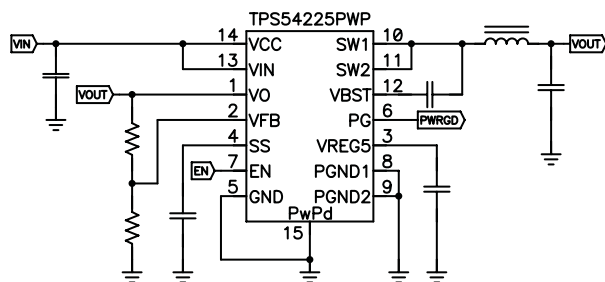 TPS54225PWP
VIN 14 VCC SW1 10 VOUT
13 VIN SW2 11
VOUT 1 VO VBST 12
2 VFB PG 6 PWRGD
4 SS VREG5 3
EN 7 EN PGND1 8
5 GND PGND2 9
PwPd
15